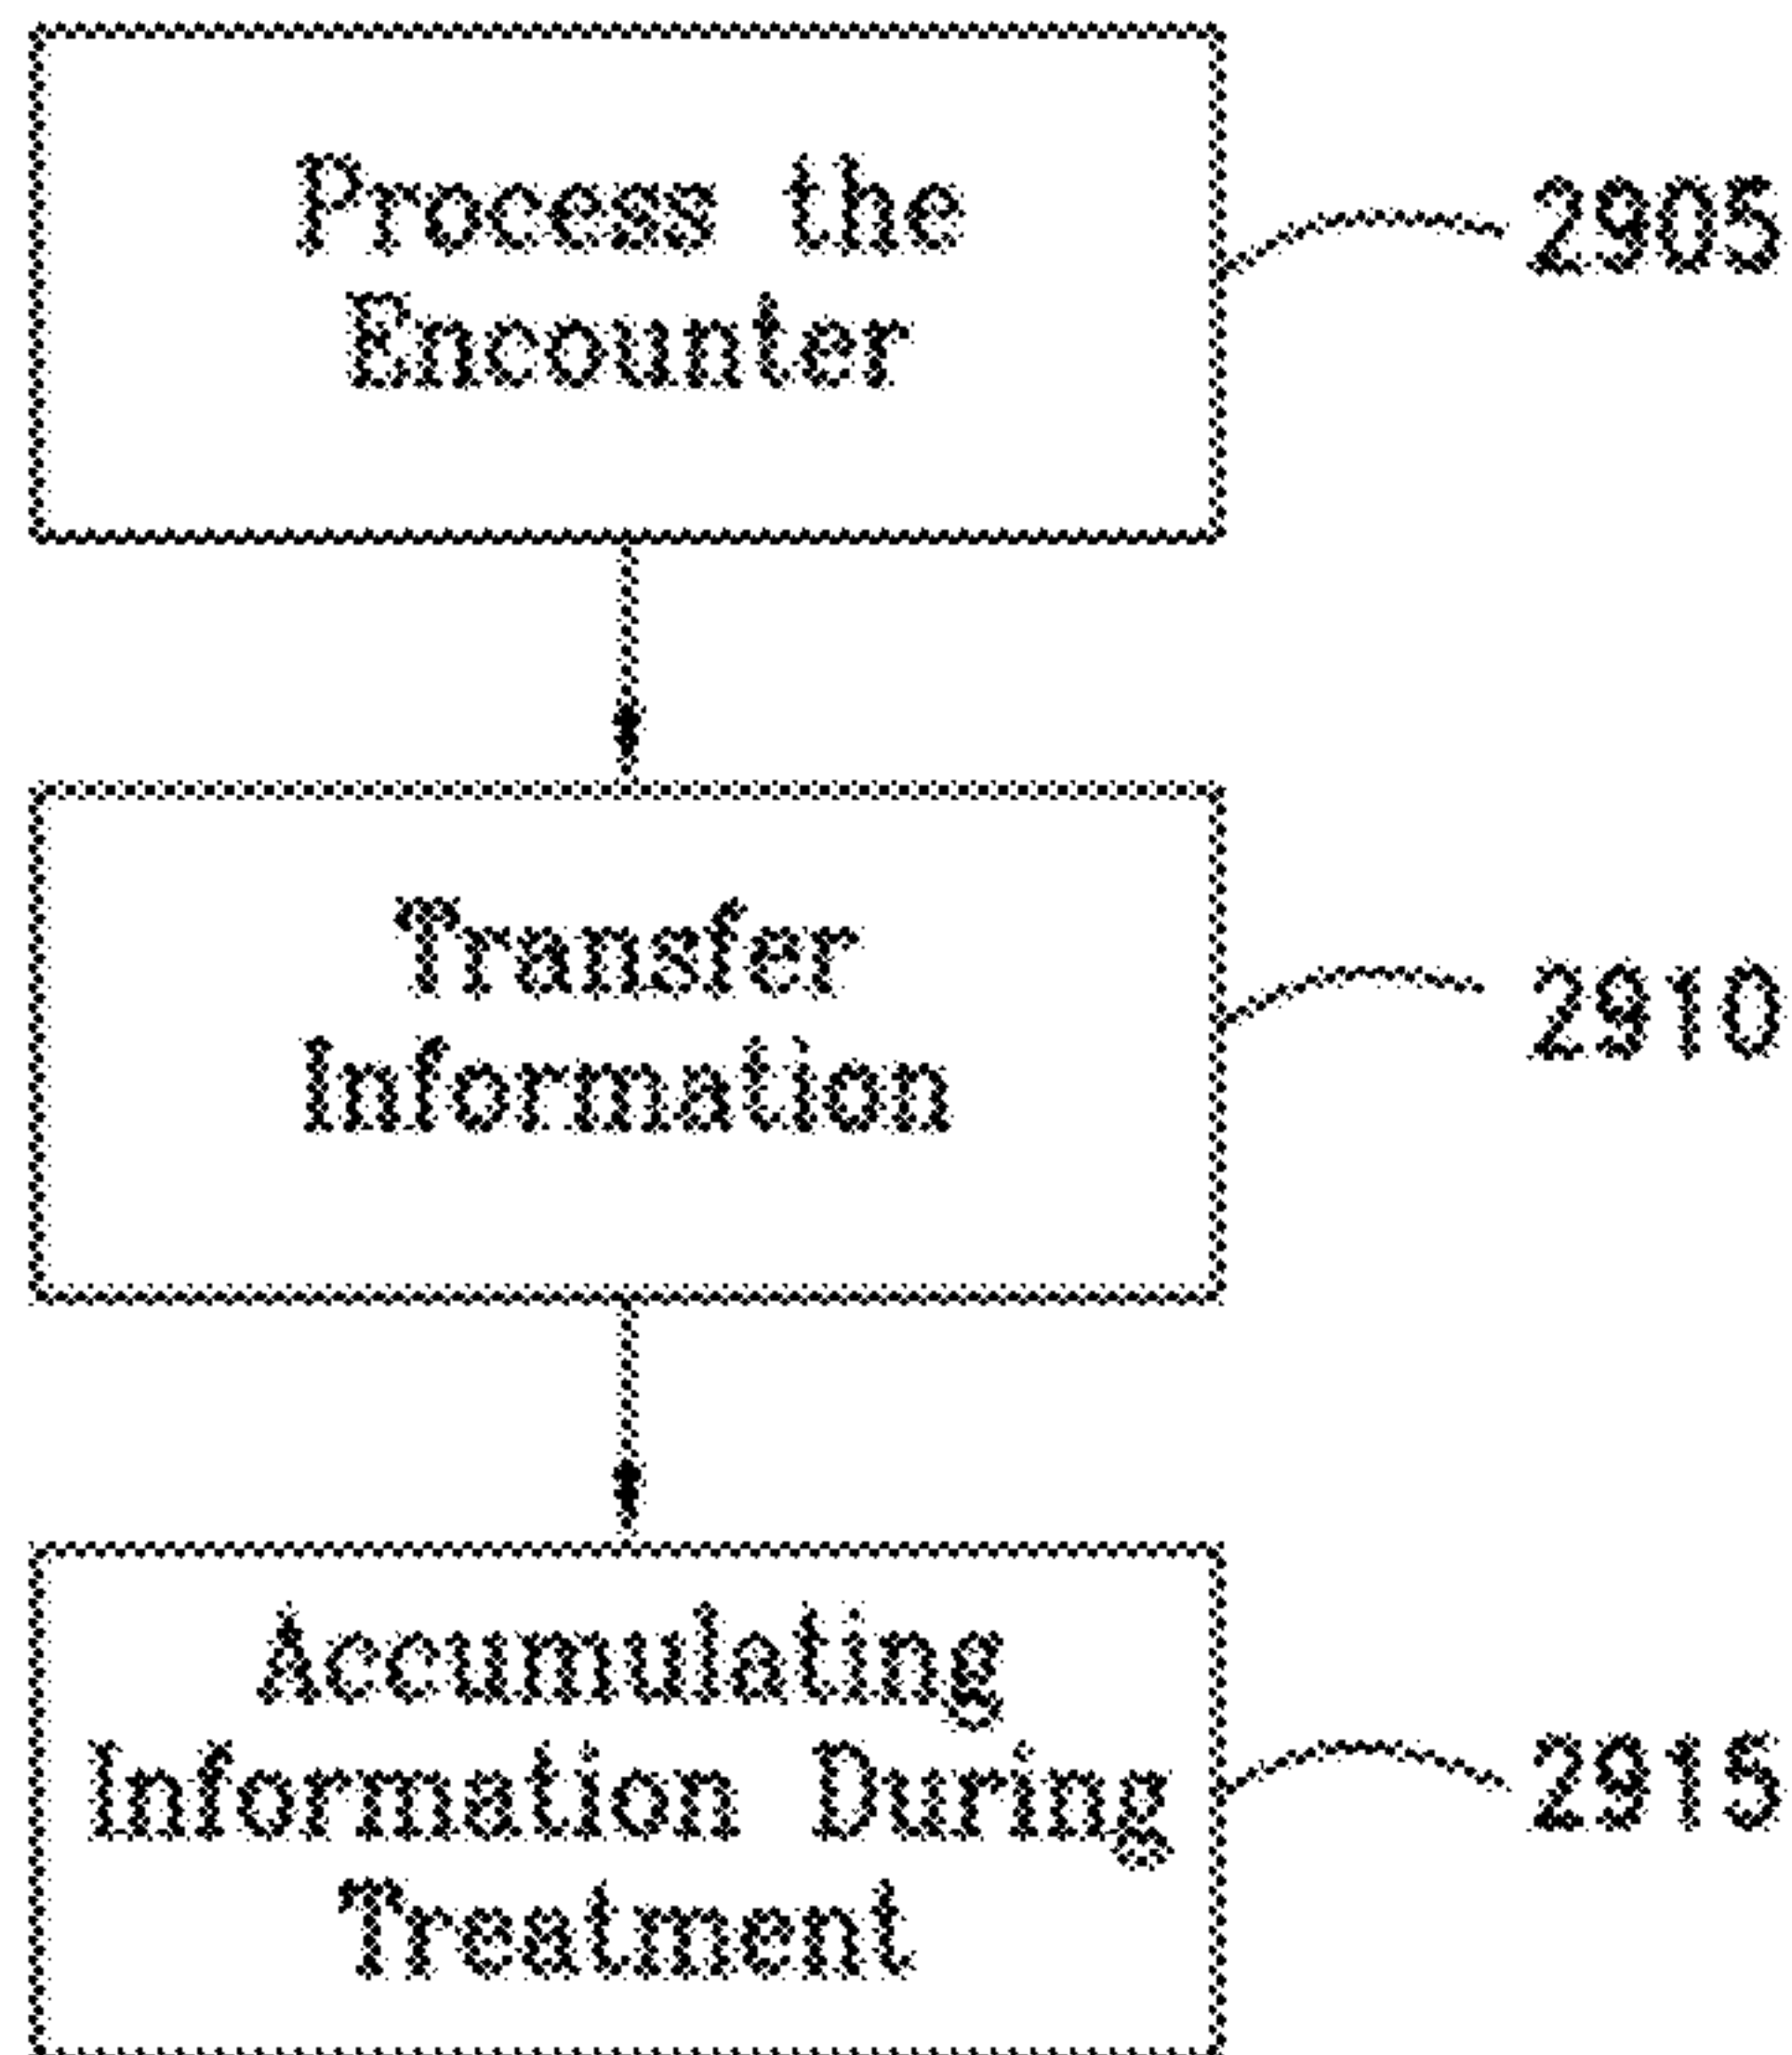 Process the
Encounter
2905
Transfer
Information
2910
Accumulating
Information During
Treatment
2915